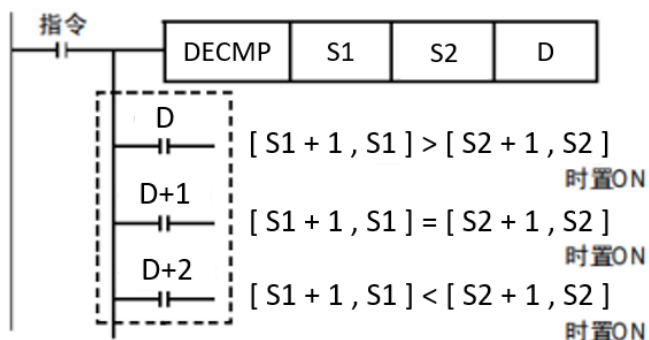 指令
DECMP S1 S2 D
D
[ S1 + 1 , S1 ] > [ S2 + 1 , S2 ]
时置ON
D+1
[ S1 + 1 , S1 ] = [ S2 + 1 , S2 ]
时置ON
D+2
[ S1 + 1 , S1 ] < [ S2 + 1 , S2 ]
时置ON